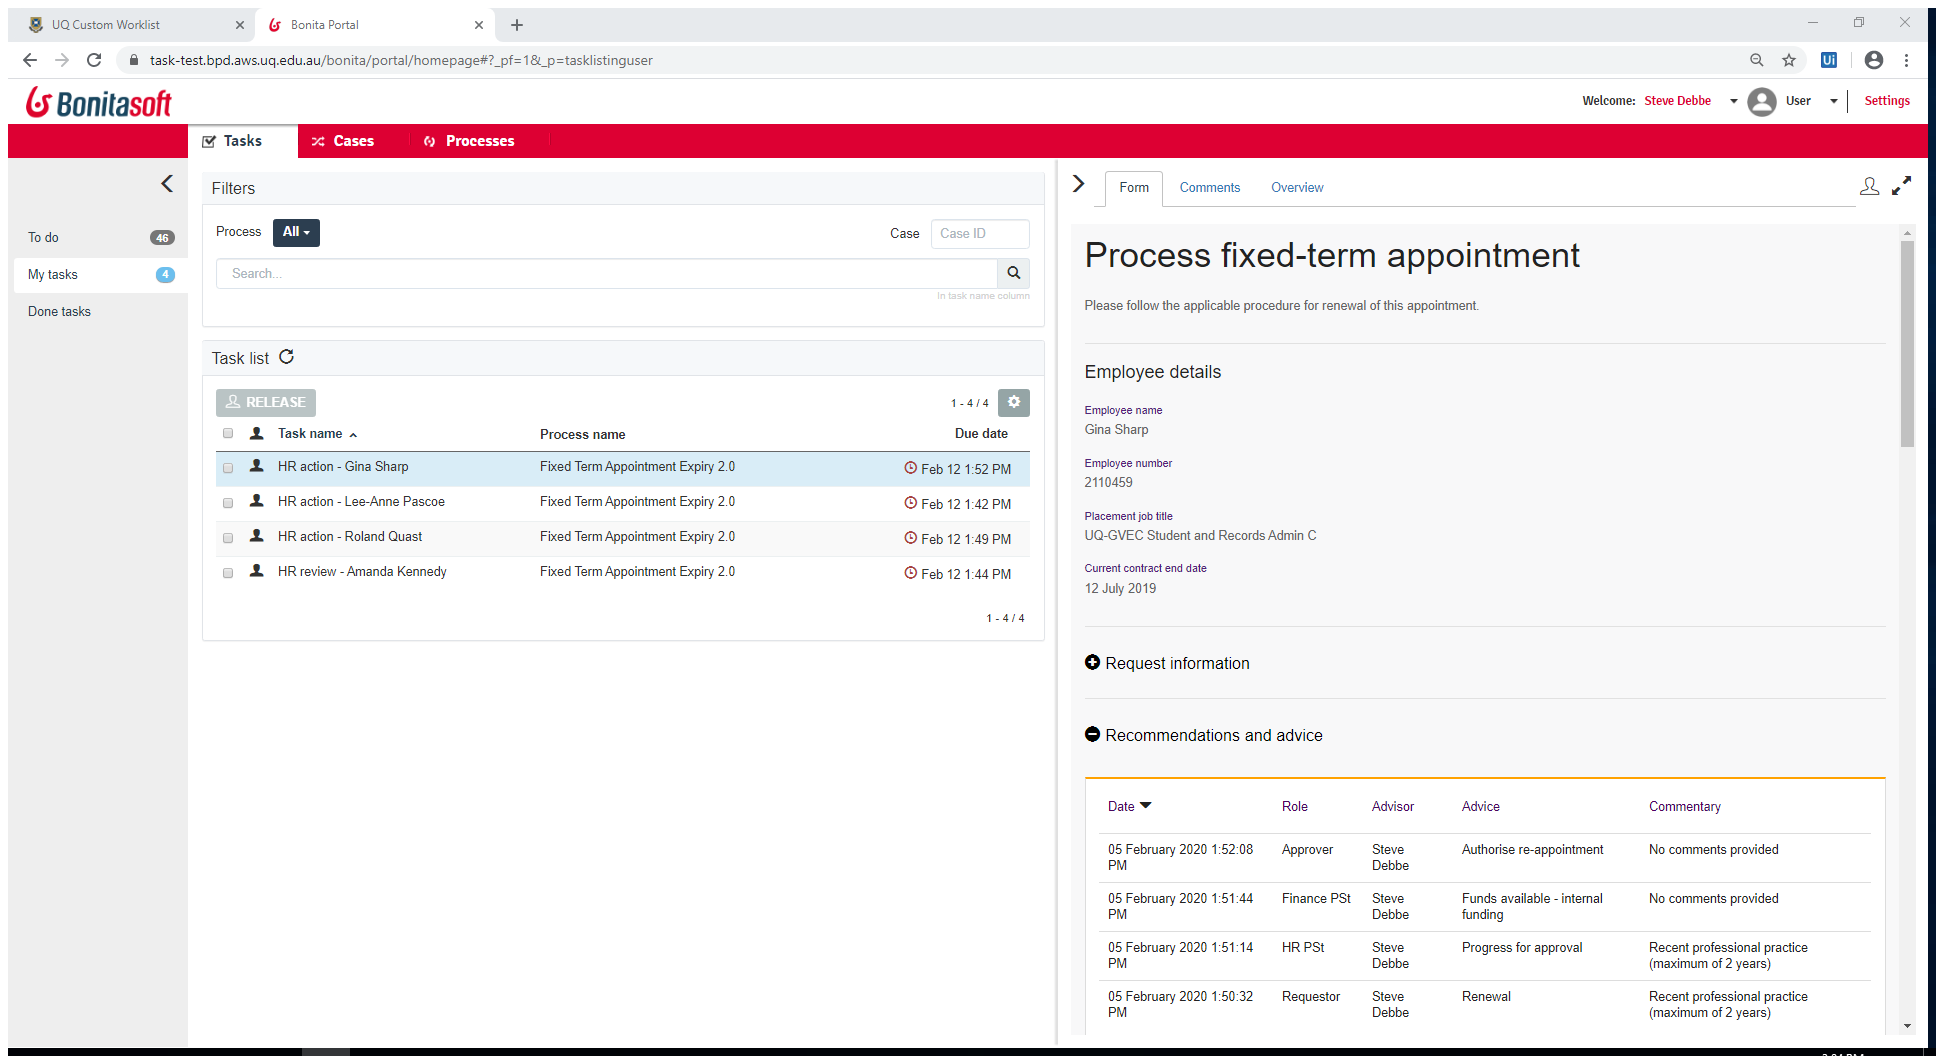 UQ Custom Worklist
Bonita Portal
task-test.bpd.aws.uq.edu.au/bonita/portal/homepage#?_pf=1&_p=tasklistinguser
Ui
Bonitasoft
Welcome: Steve Debbe
User
Settings
Tasks
Cases
Processes
To do 46
My tasks 4
Done tasks
Filters
Process All
Case Case ID
Search...
In task name column
Task list
RELEASE
1 - 4 / 4
Task name Process name Due date
HR action - Gina Sharp Fixed Term Appointment Expiry 2.0 Feb 12 1:52 PM
HR action - Lee-Anne Pascoe Fixed Term Appointment Expiry 2.0 Feb 12 1:42 PM
HR action - Roland Quast Fixed Term Appointment Expiry 2.0 Feb 12 1:49 PM
HR review - Amanda Kennedy Fixed Term Appointment Expiry 2.0 Feb 12 1:44 PM
1 - 4 / 4
Form Comments Overview
Process fixed-term appointment
Please follow the applicable procedure for renewal of this appointment.
Employee details
Employee name
Gina Sharp
Employee number
2110459
Placement job title
UQ-GVEC Student and Records Admin C
Current contract end date
12 July 2019
Request information
Recommendations and advice
Date Role Advisor Advice Commentary
05 February 2020 1:52:08 Approver Steve Authorise re-appointment No comments provided
PM Debbe
05 February 2020 1:51:44 Finance PSt Steve Funds available - internal No comments provided
PM Debbe funding
05 February 2020 1:51:14 HR PSt Steve Progress for approval Recent professional practice
PM Debbe (maximum of 2 years)
05 February 2020 1:50:32 Requestor Steve Renewal Recent professional practice
PM Debbe (maximum of 2 years)